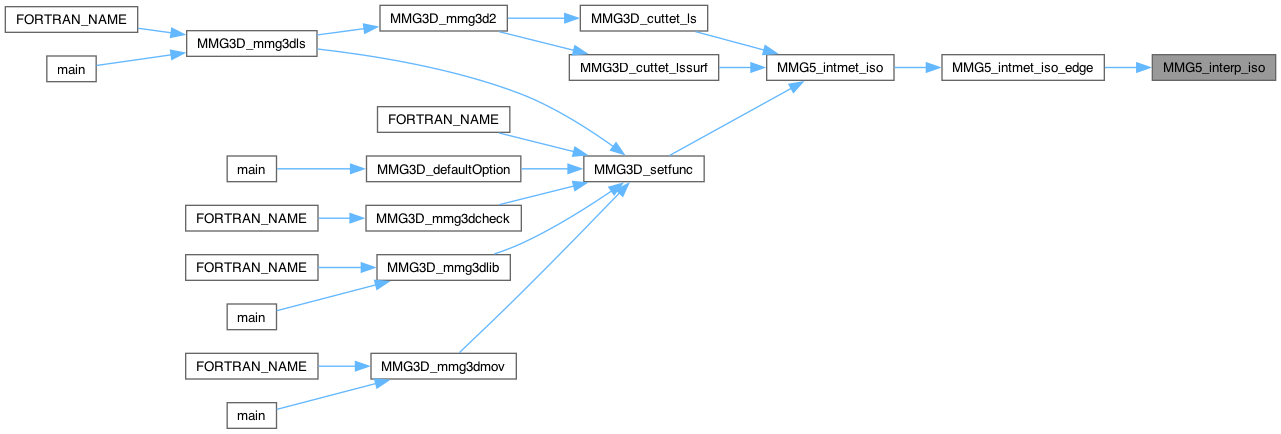 FORTRAN_NAME
MMG3D_mmg3d2
MMG3D_cuttet_ls
MMG3D_mmg3dls
main
MMG3D_cuttet_lssurf
MMG5_intmet_iso
MMG5_intmet_iso_edge
MMG5_interp_iso
FORTRAN_NAME
main
MMG3D_defaultOption
MMG3D_setfunc
FORTRAN_NAME
MMG3D_mmg3dcheck
FORTRAN_NAME
MMG3D_mmg3dlib
main
FORTRAN_NAME
MMG3D_mmg3dmov
main